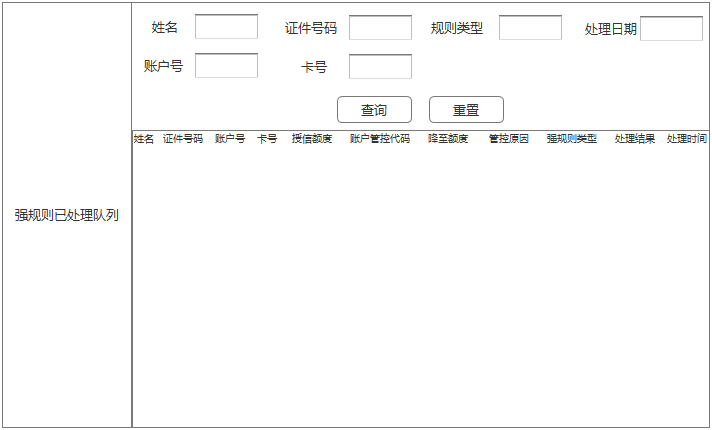 姓名 证件号码 规则类型 处理日期
账户号 卡号
查询 重置
姓名 证件号码 账户号 卡号 授信额度 账户管控代码 降至额度 管控原因 强规则类型 处理结果 处理时间
强规则已处理队列